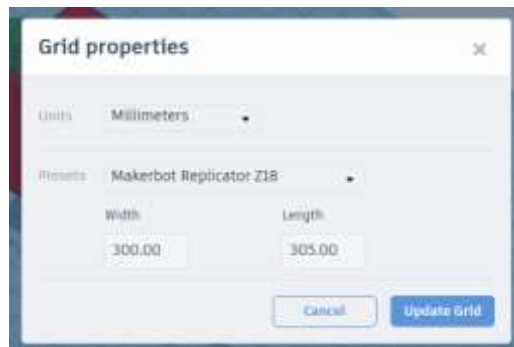 Grid properties
×
Units Millimeters
Presets Makerbot Replicator Z18
Width Length
300.00 305.00
Cancel Update Grid